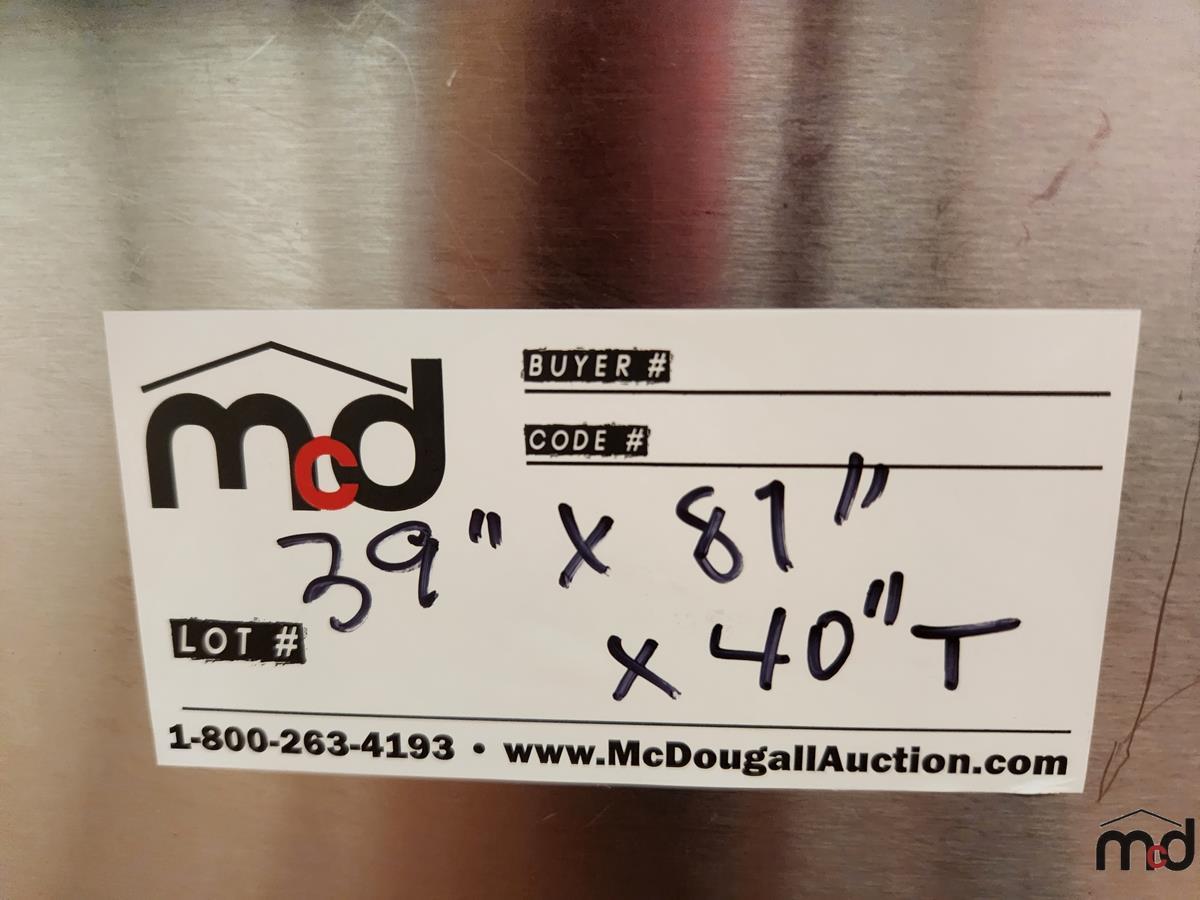 mcd
BUYER #
CODE #
39" x 81"
x 40" T
LOT #
1-800-263-4193 • www.McDougallAuction.com
mcd